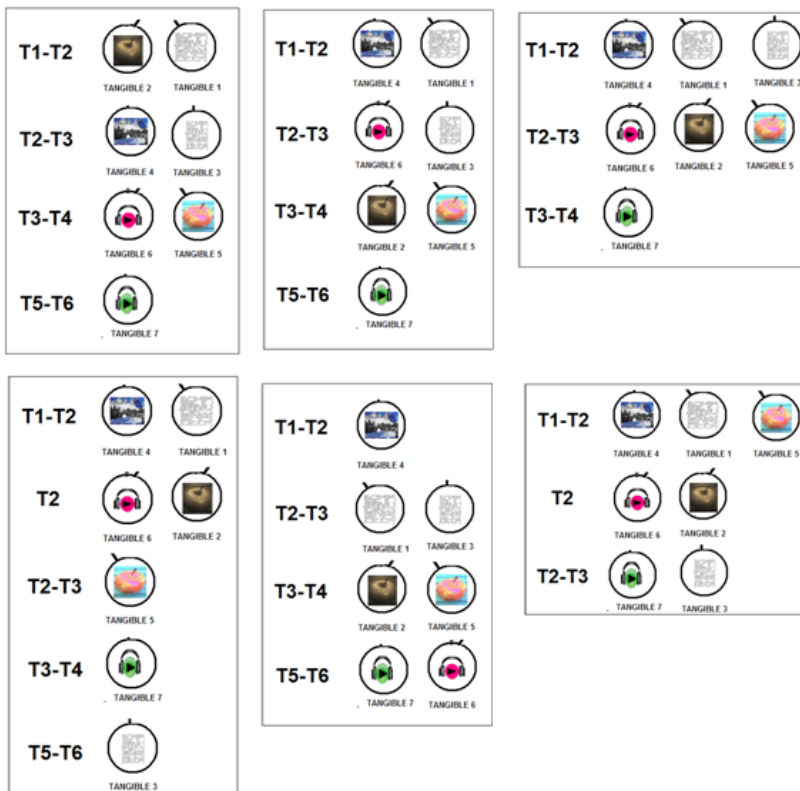 T1-T2
TANGIBLE 2 TANGIBLE 1
T2-T3
TANGIBLE 4 TANGIBLE 3
T3-T4
TANGIBLE 6 TANGIBLE 5
T5-T6
TANGIBLE 7
T1-T2
TANGIBLE 4 TANGIBLE 1
T2-T3
TANGIBLE 6 TANGIBLE 3
T3-T4
TANGIBLE 2 TANGIBLE 5
T5-T6
TANGIBLE 7
T1-T2
TANGIBLE 4 TANGIBLE 1 TANGIBLE 3
T2-T3
TANGIBLE 6 TANGIBLE 2 TANGIBLE 5
T3-T4
TANGIBLE 7
T1-T2
TANGIBLE 4 TANGIBLE 1
T2
TANGIBLE 6 TANGIBLE 2
T2-T3
TANGIBLE 5
T3-T4
TANGIBLE 7
T5-T6
TANGIBLE 3
T1-T2
TANGIBLE 4
T2-T3
TANGIBLE 1 TANGIBLE 3
T3-T4
TANGIBLE 2 TANGIBLE 5
T5-T6
TANGIBLE 7 TANGIBLE 6
T1-T2
TANGIBLE 4 TANGIBLE 1 TANGIBLE 5
T2
TANGIBLE 6 TANGIBLE 2
T2-T3
TANGIBLE 7 TANGIBLE 3